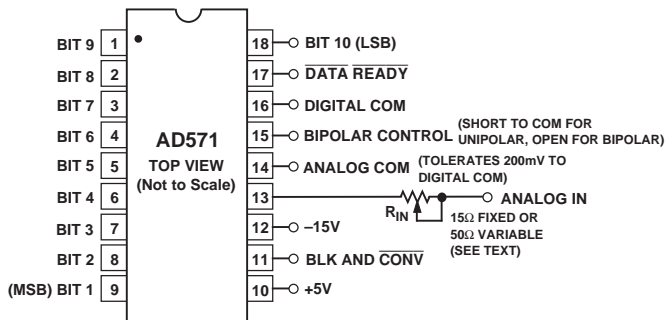 BIT 9 1
BIT 8 2
BIT 7 3
BIT 6 4
BIT 5 5
BIT 4 6
BIT 3 7
BIT 2 8
(MSB) BIT 1 9
AD571
TOP VIEW
(Not to Scale)
18 BIT 10 (LSB)
17 DATA READY
16 DIGITAL COM
15 BIPOLAR CONTROL (SHORT TO COM FOR
UNIPOLAR, OPEN FOR BIPOLAR)
14 ANALOG COM (TOLERATES 200mV TO
DIGITAL COM)
13 ANALOG IN
RIN
15Ω FIXED OR
50Ω VARIABLE
(SEE TEXT)
12 –15V
11 BLK AND CONV
10 +5V